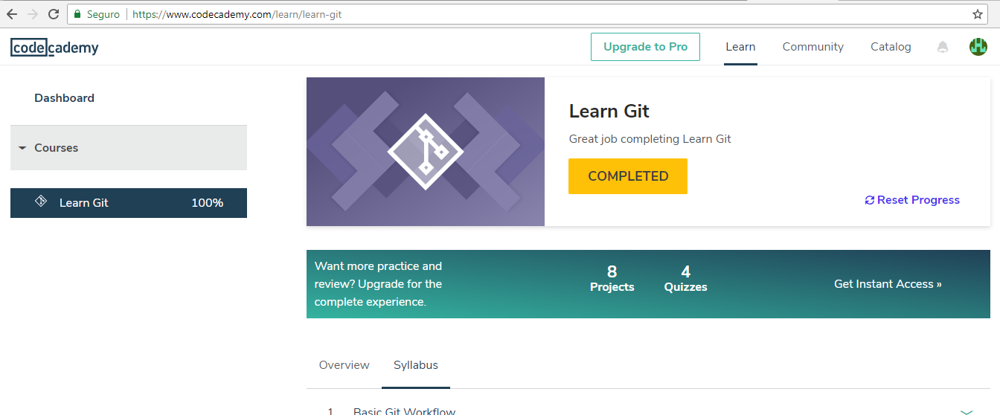 Seguro
https://www.codecademy.com/learn/learn-git
codecademy
Upgrade to Pro
Learn
Community
Catalog
Dashboard
Courses
Learn Git 100%
Learn Git
Great job completing Learn Git
COMPLETED
Reset Progress
Want more practice and
review? Upgrade for the
complete experience.
8
Projects
4
Quizzes
Get Instant Access »
Overview
Syllabus
1 Basic Git Workflow